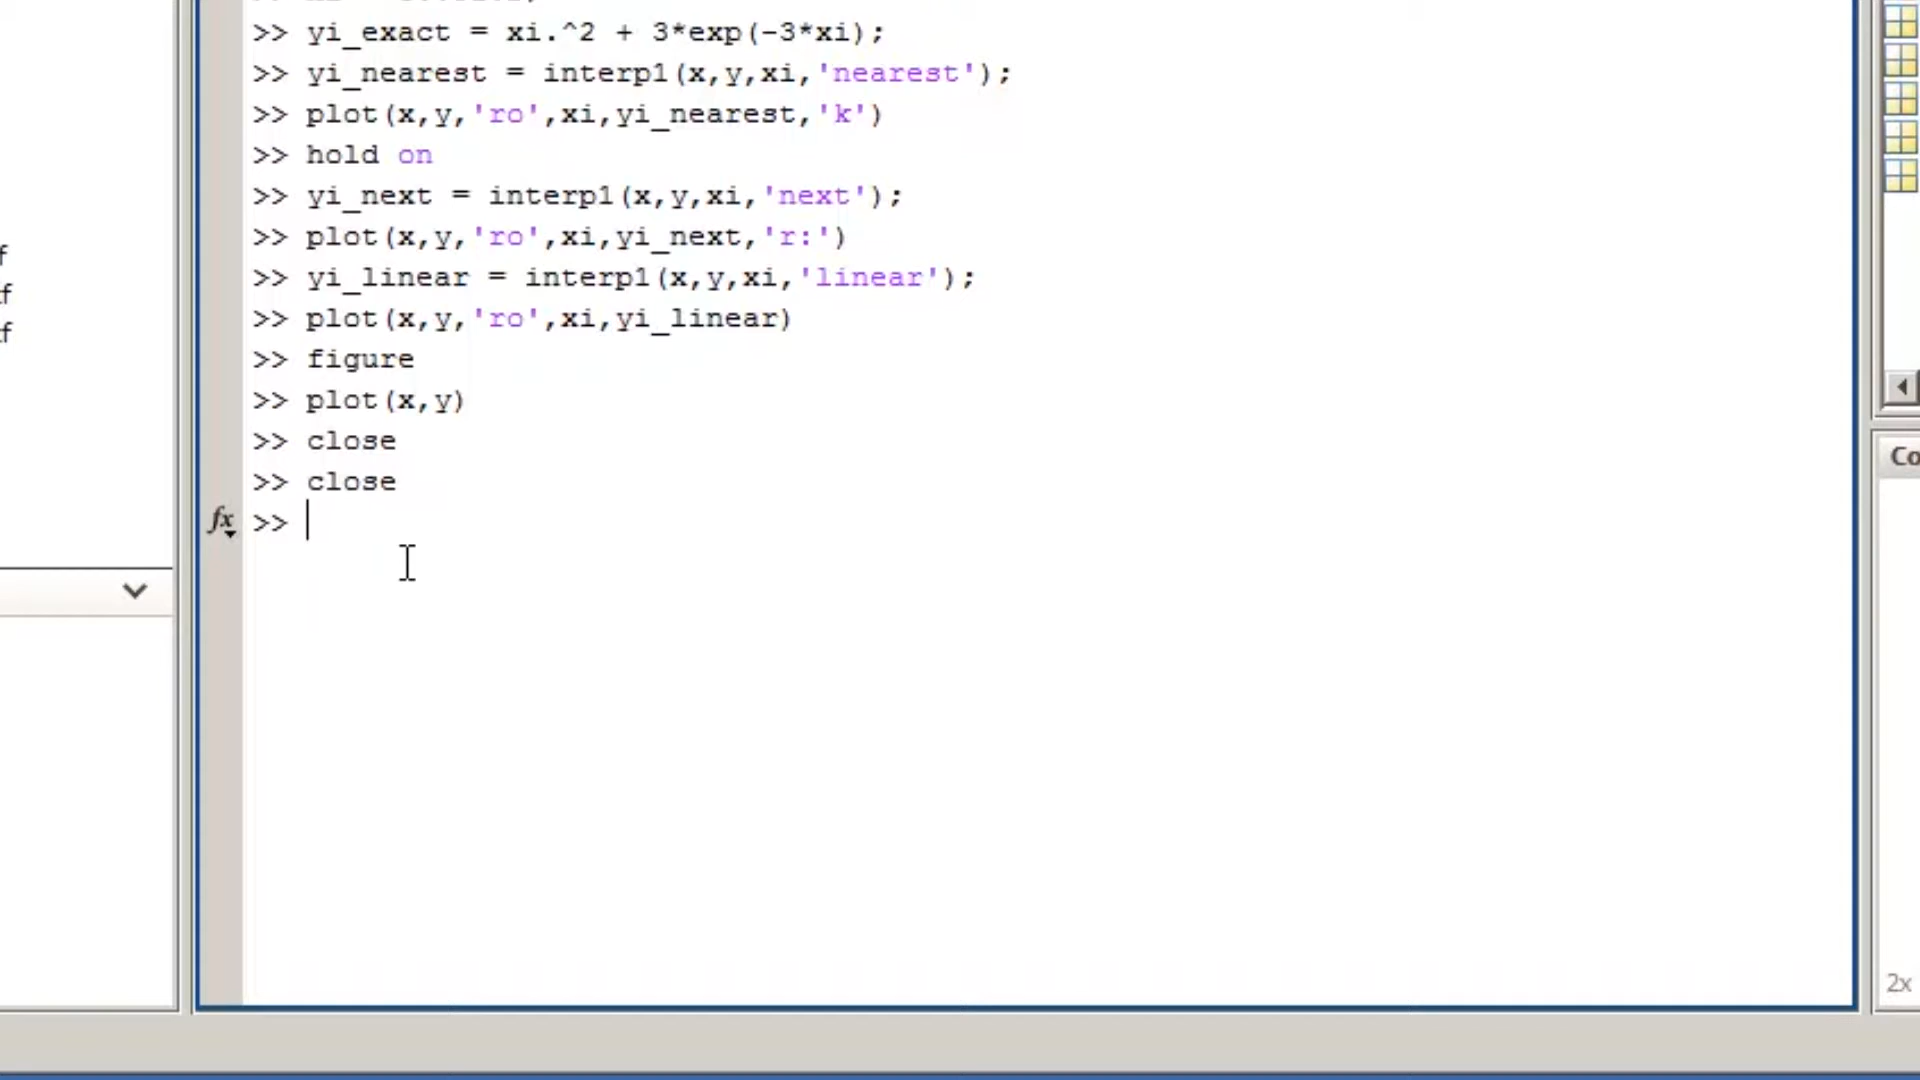 >> yi_exact = xi.^2 + 3*exp(-3*xi);
>> yi_nearest = interp1(x,y,xi,'nearest');
>> plot(x,y,'ro',xi,yi_nearest,'k')
>> hold on
>> yi_next = interp1(x,y,xi,'next');
>> plot(x,y,'ro',xi,yi_next,'r:')
>> yi_linear = interp1(x,y,xi,'linear');
>> plot(x,y,'ro',xi,yi_linear)
>> figure
>> plot(x,y)
>> close
>> close
fx >>
f
f
f
Co
2x